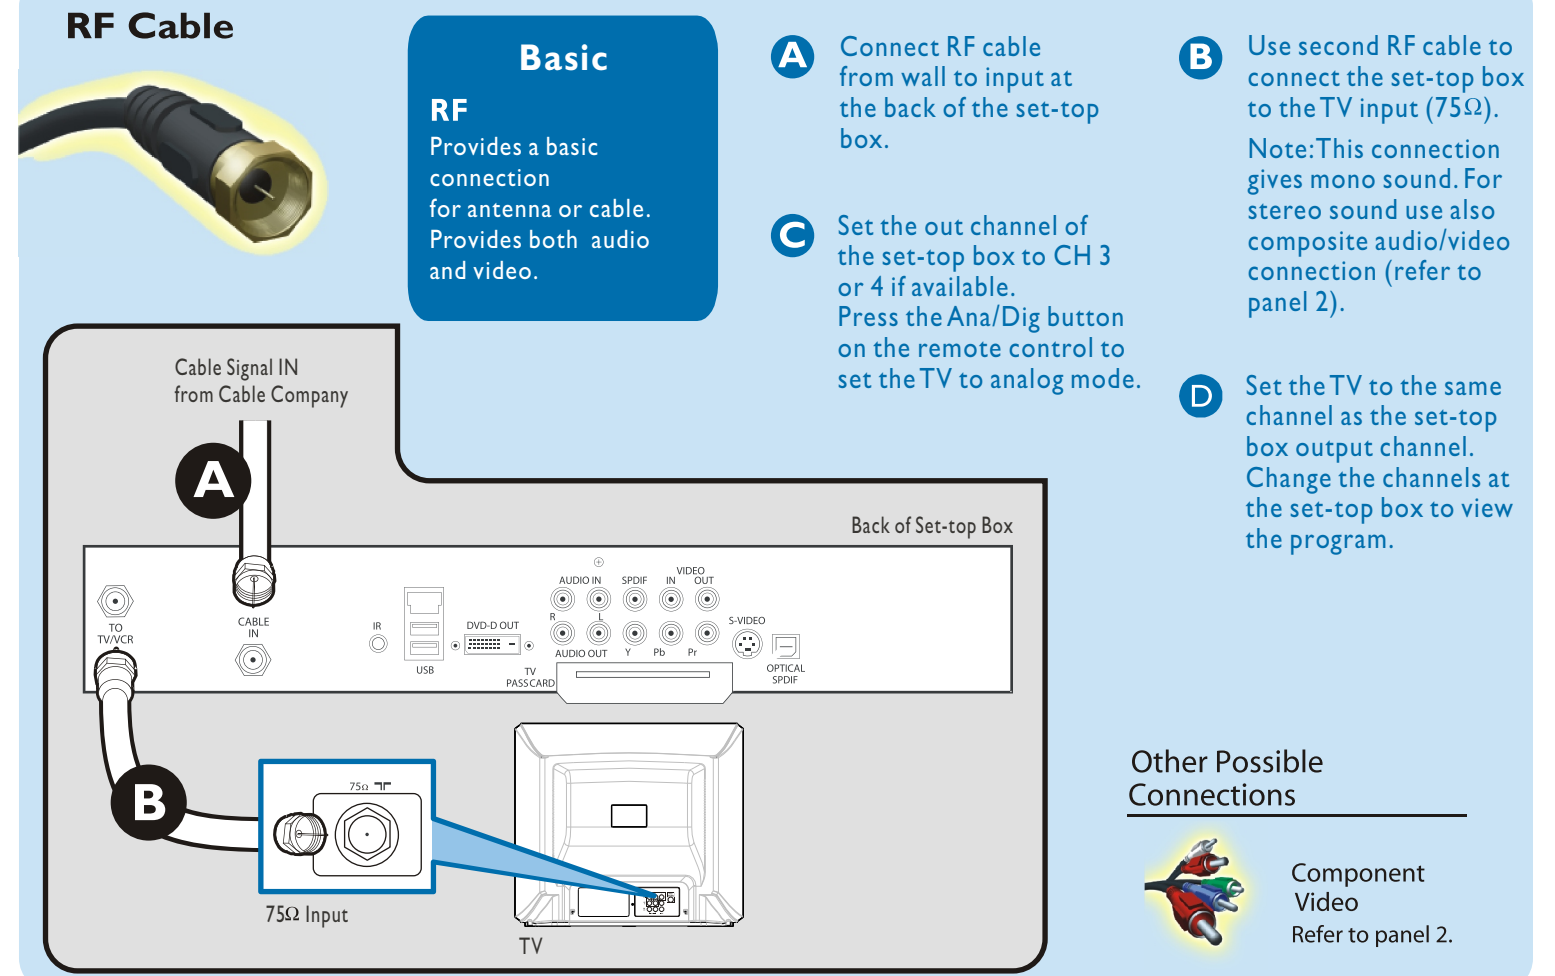 RF Cable
Basic
RF
Provides a basic
connection
for antenna or cable.
Provides both audio
and video.
A
Connect RF cable
from wall to input at
the back of the set-top
box.
B
Use second RF cable to
connect the set-top box
to the TV input (75Ω).
Note: This connection
gives mono sound. For
stereo sound use also
composite audio/video
connection (refer to
panel 2).
C
Set the out channel of
the set-top box to CH 3
or 4 if available.
Press the Ana/Dig button
on the remote control to
set the TV to analog mode.
D
Set the TV to the same
channel as the set-top
box output channel.
Change the channels at
the set-top box to view
the program.
Cable Signal IN
from Cable Company
A
Back of Set-top Box
TO
TV/VCR
CABLE
IN
IR
USB
DVD-D OUT
TV
PASS CARD
AUDIO IN
SPDIF
VIDEO
IN
OUT
R
L
AUDIO OUT
Y
Pb
Pr
S-VIDEO
OPTICAL
SPDIF
B
75Ω
75Ω Input
TV
Other Possible
Connections
Component
Video
Refer to panel 2.